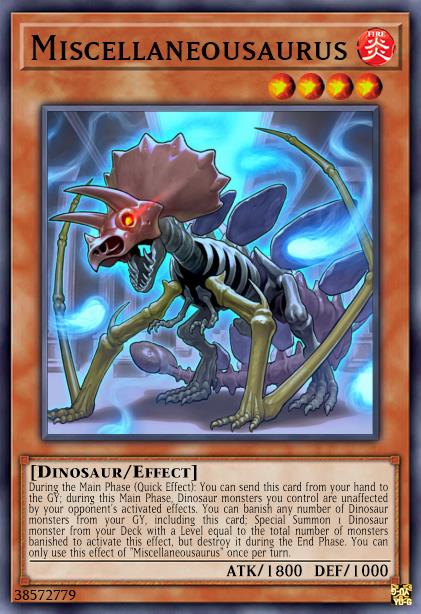 MISCELLANEOUSAURUS
FIRE
炎
[DINOSAUR/EFFECT]
During the Main Phase (Quick Effect): You can send this card from your hand to
the GY; during this Main Phase, Dinosaur monsters you control are unaffected
by your opponent's activated effects. You can banish any number of Dinosaur
monsters from your GY, including this card; Special Summon 1 Dinosaur
monster from your Deck with a Level equal to the total number of monsters
banished to activate this effect, but destroy it during the End Phase. You can
only use this effect of "Miscellaneousaurus" once per turn.
ATK/1800 DEF/1000
38572779